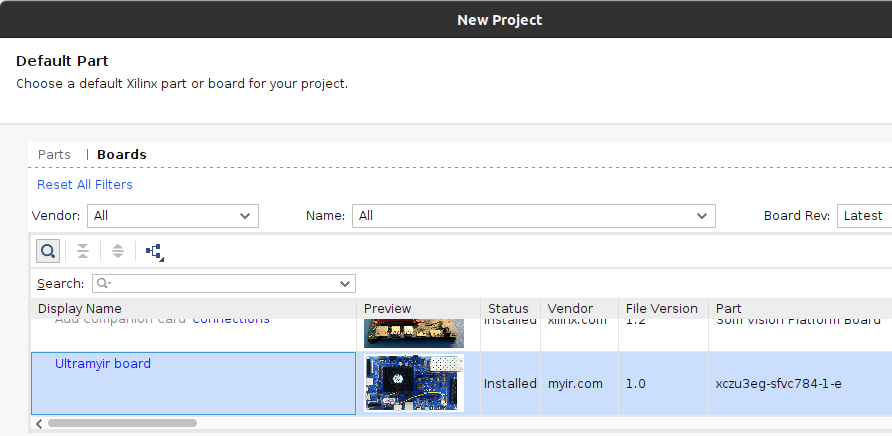 New Project
Default Part
Choose a default Xilinx part or board for your project.
Parts | Boards
Reset All Filters
Vendor: All Name: All Board Rev: Latest
Search:
Display Name Preview Status Vendor File Version Part
Add Companion Card Connections Installed xilinx.com 1.2 Som Vision Platform Board
Ultramyir board Installed myir.com 1.0 xczu3eg-sfvc784-1-e